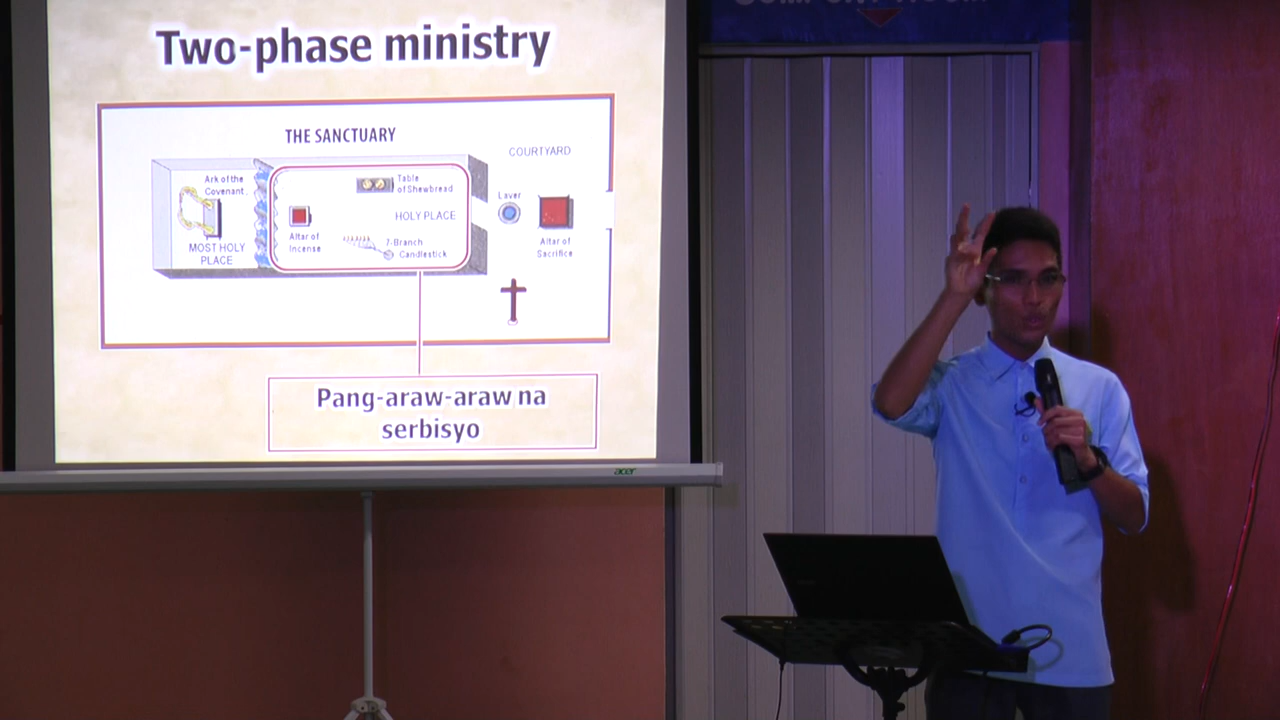 Two-phase ministry
THE SANCTUARY
COURTYARD
Ark of the
Covenant
Table
of Shewbread
Laver
HOLY PLACE
MOST HOLY
PLACE
Altar of
Incense
7-Branch
Candlestick
Altar of
Sacrifice
Pang-araw-araw na
serbisyo
acer